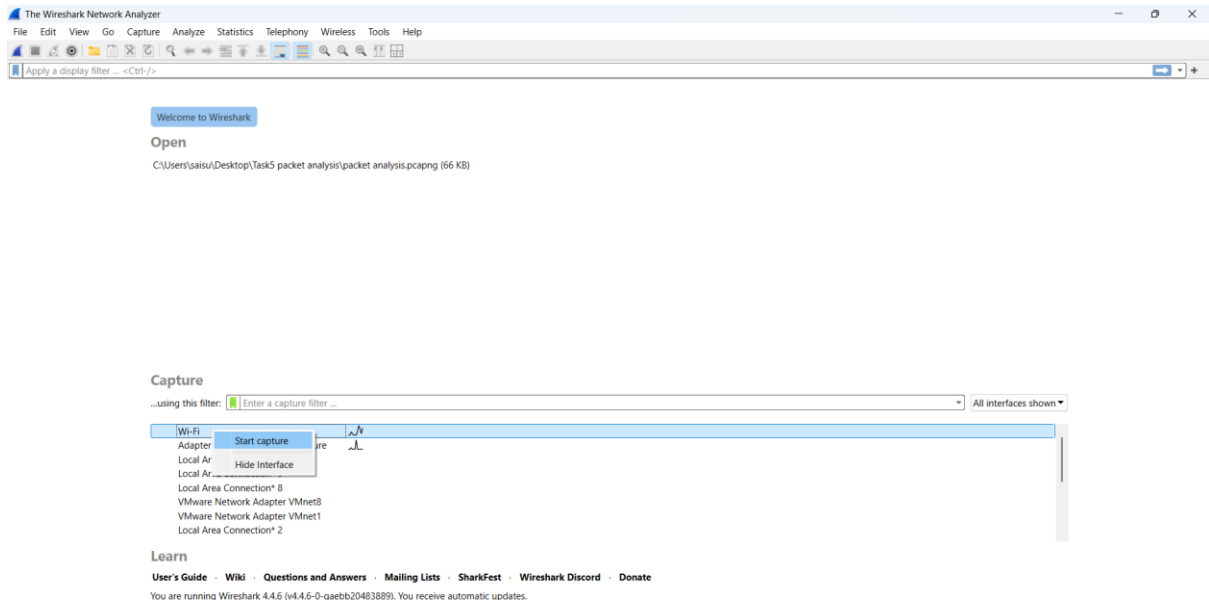 The Wireshark Network Analyzer
File Edit View Go Capture Analyze Statistics Telephony Wireless Tools Help
Apply a display filter ... <Ctrl-/>
Welcome to Wireshark
Open
C:\Users\saisu\Desktop\Task5 packet analysis\packet analysis.pcapng (66 KB)
Capture
...using this filter: Enter a capture filter ... All interfaces shown
Wi-Fi
Start capture
Adapter
Local Ar
Hide Interface
Local Ar
Local Area Connection* 8
VMware Network Adapter VMnet8
VMware Network Adapter VMnet1
Local Area Connection* 2
Learn
User's Guide · Wiki · Questions and Answers · Mailing Lists · SharkFest · Wireshark Discord · Donate
You are running Wireshark 4.4.6 (v4.4.6-0-gaebb20483889). You receive automatic updates.